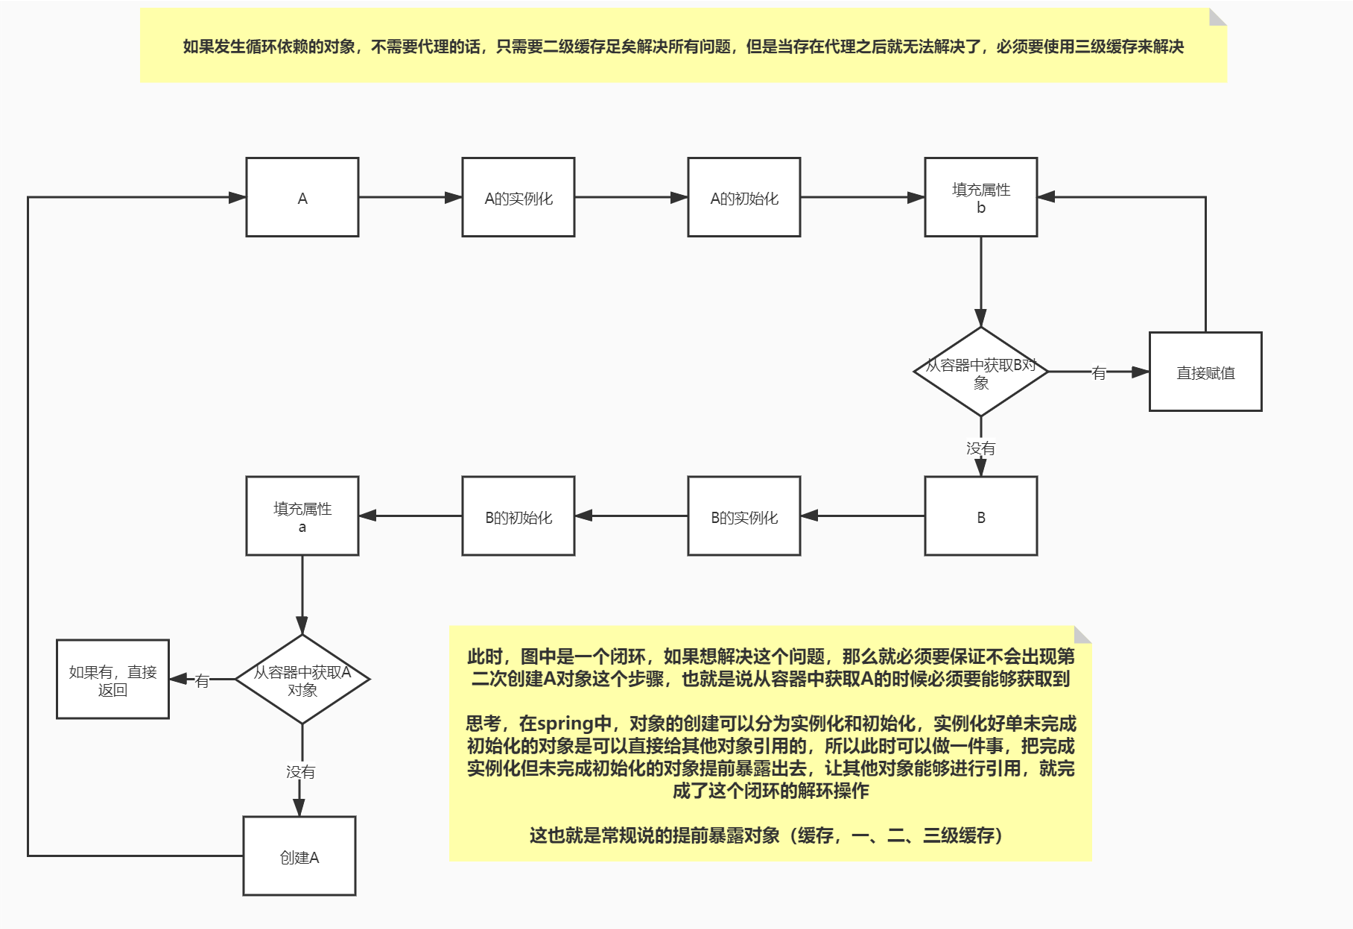 如果发生循环依赖的对象，不需要代理的话，只需要二级缓存足矣解决所有问题，但是当存在代理之后就无法解决了，必须要使用三级缓存来解决
A
A的实例化
A的初始化
填充属性
b
从容器中获取B对
象
有
直接赋值
没有
填充属性
a
B的初始化
B的实例化
B
如果有，直接
返回
有
从容器中获取A
对象
没有
创建A
此时，图中是一个闭环，如果想解决这个问题，那么就必须要保证不会出现第
二次创建A对象这个步骤，也就是说从容器中获取A的时候必须要能够获取到
思考，在spring中，对象的创建可以分为实例化和初始化，实例化好单未完成
初始化的对象是可以直接给其他对象引用的，所以此时可以做一件事，把完成
实例化但未完成初始化的对象提前暴露出去，让其他对象能够进行引用，就完
成了这个闭环的解环操作
这也就是常规说的提前暴露对象（缓存，一、二、三级缓存）